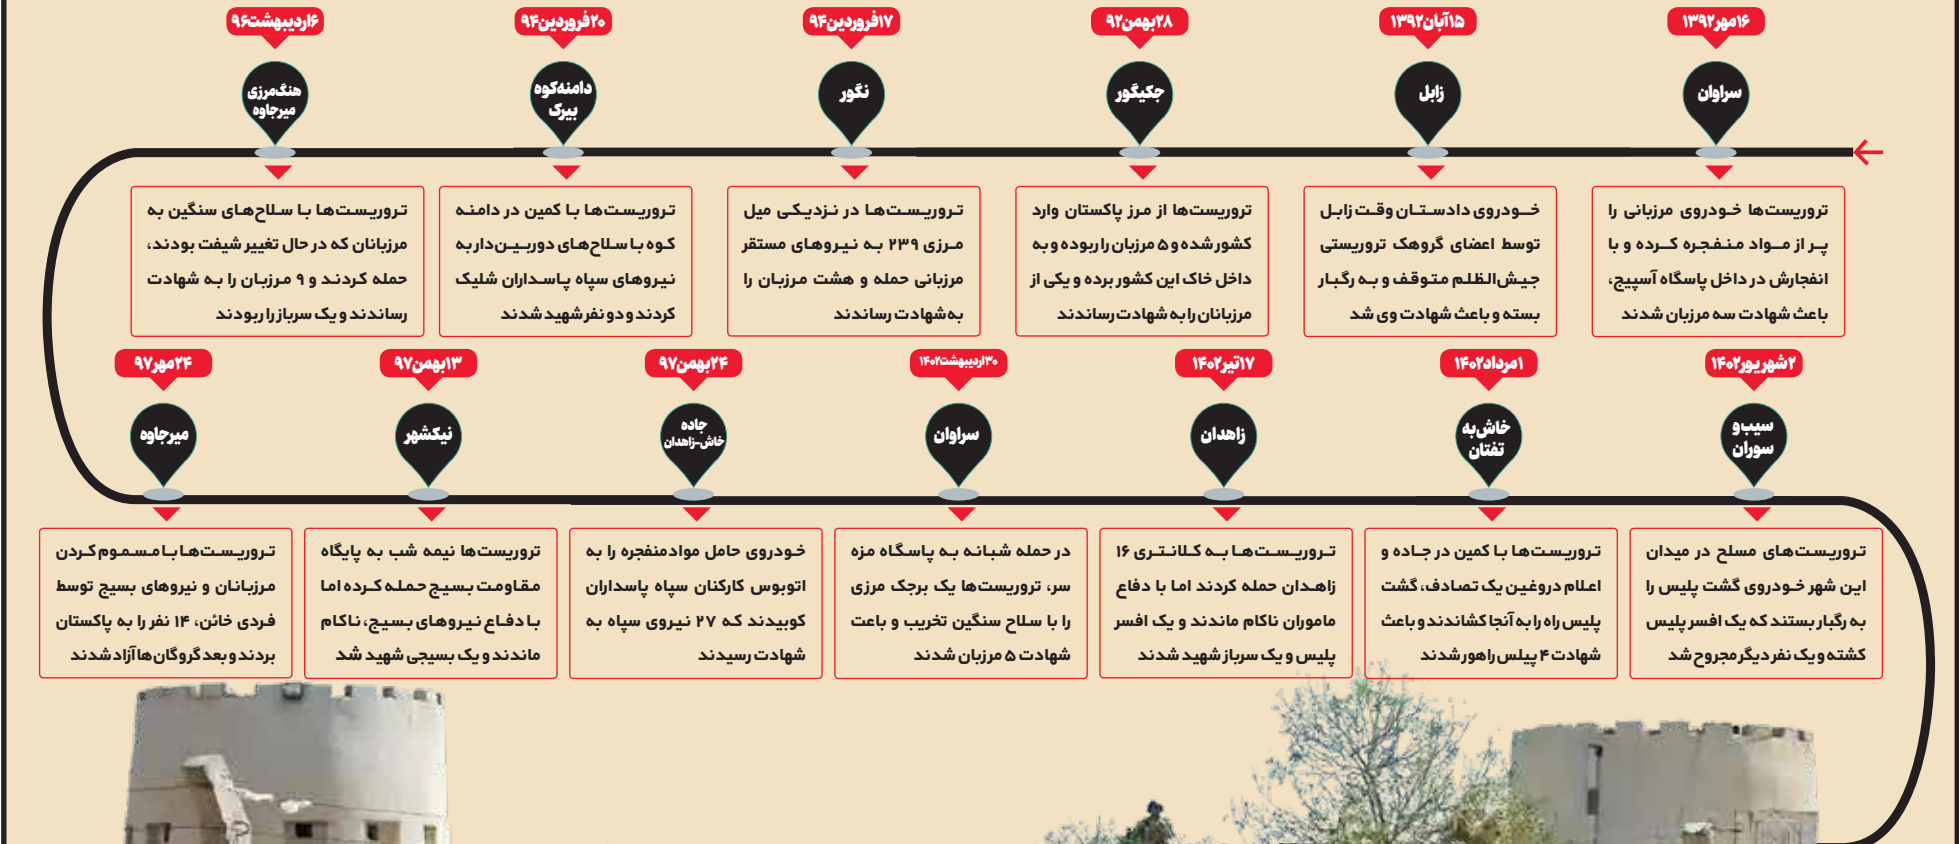 ۱۶مهر۱۳۹۲
سراوان
تروریست‌ها خودروی مرزبانی را
پر از مواد منفجره کرده و با
انفجارش در داخل پاسگاه آسپیچ،
باعث شهادت سه مرزبان شدند
۱۵آبان۱۳۹۲
زابل
خودروی دادستان وقت زابل
توسط اعضای گروهک تروریستی
جیش‌الظلم متوقف و به رگبار
بسته و باعث شهادت وی شد
۲۸بهمن۹۲
جکیگور
تروریست‌ها از مرز پاکستان وارد
کشور شده و ۵ مرزبان را ربوده و به
داخل خاک این کشور برده و یکی از
مرزبانان را به شهادت رساندند
۱۷فروردین۹۴
نگور
تروریست‌ها در نزدیکی میل
مرزی ۲۳۹ به نیروهای مستقر
مرزبانی حمله و هشت مرزبان را
به‌شهادت رساندند
۲۰فروردین۹۴
دامنه‌کوه
بیرک
تروریست‌ها با کمین در دامنه
کوه با سلاح‌های دوربین‌دار به
نیروهای سپاه پاسداران شلیک
کردند و دو نفر شهید شدند
۶اردیبهشت۹۶
هنگ‌مرزی
میرجاوه
تروریست‌ها با سلاح‌های سنگین به
مرزبانان که در حال تغییر شیفت بودند،
حمله کردند و ۹ مرزبان را به شهادت
رساندند و یک سرباز را ربودند
۲۴مهر۹۷
میرجاوه
تروریست‌ها با مسموم کردن
مرزبانان و نیروهای بسیج توسط
فردی خائن، ۱۴ نفر را به پاکستان
بردند و بعد گروگان‌ها آزاد شدند
۱۳بهمن۹۷
نیکشهر
تروریست‌ها نیمه شب به پایگاه
مقاومت بسیج حمله کرده اما
با دفاع نیروهای بسیج، ناکام
ماندند و یک بسیجی شهید شد
۲۴بهمن۹۷
جاده
خاش-زاهدان
خودروی حامل موادمنفجره را به
اتوبوس کارکنان سپاه پاسداران
کوبیدند که ۲۷ نیروی سپاه به
شهادت رسیدند
۳۰اردیبهشت۱۴۰۲
سراوان
در حمله شبانه به پاسگاه مزه
سر، تروریست‌ها یک برجک مرزی
را با سلاح سنگین تخریب و باعث
شهادت ۵ مرزبان شدند
۱۷تیر۱۴۰۲
زاهدان
تروریست‌ها به کلانتری ۱۶
زاهدان حمله کردند اما با دفاع
ماموران ناکام ماندند و یک افسر
پلیس و یک سرباز شهید شدند
۱مرداد۱۴۰۲
خاش‌به
تفتان
تروریست‌ها با کمین در جاده و
اعلام دروغین یک تصادف، گشت
پلیس راه را به آنجا کشاندند و باعث
شهادت ۴ پیلس راهور شدند
۲شهریور۱۴۰۲
سیب‌و
سوران
تروریست‌های مسلح در میدان
این شهر خودروی گشت پلیس را
به رگبار بستند که یک افسر پلیس
کشته و یک نفر دیگر مجروح شد